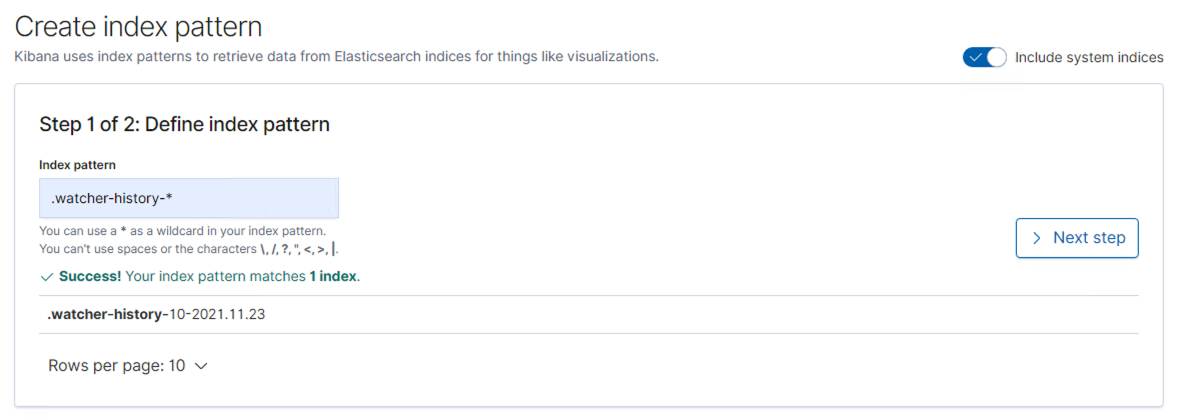 Create index pattern
Kibana uses index patterns to retrieve data from Elasticsearch indices for things like visualizations.
Include system indices
Step 1 of 2: Define index pattern
Index pattern
.watcher-history-*
You can use a * as a wildcard in your index pattern.
You can't use spaces or the characters \, /, ?, ", <, >, |.
Next step
Success! Your index pattern matches 1 index.
.watcher-history-10-2021.11.23
Rows per page: 10